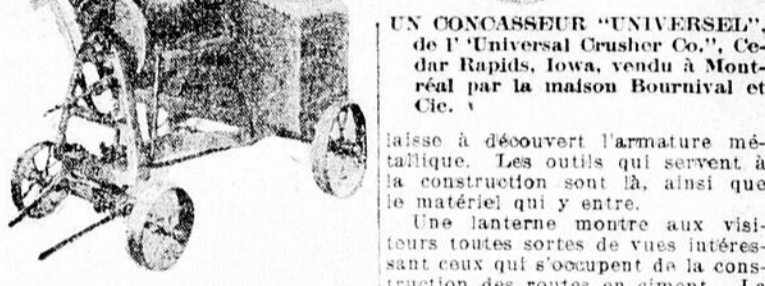 UN CONCASSEUR "UNIVERSEL",
de l' 'Universal Crusher Co.", Ce-
dar Rapids, Iowa, vendu à Mont-
réal par la maison Bournival et
Cie.
laisse à découvert l'armature mé-
tallique. Les outils qui servent à
la construction sont là, ainsi que
le matériel qui y entre.
Une lanterne montre aux visi-
teurs toutes sortes de vues intéres-
sant ceux qui s'occupent de la cons-
truction des routes en ciment. Le